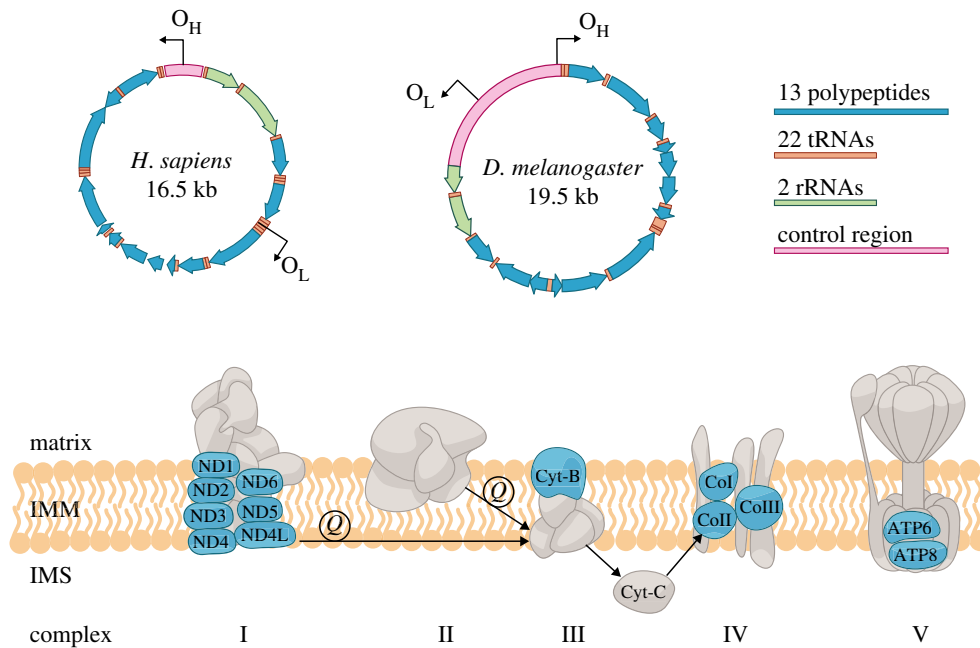 O_H
H. sapiens
16.5 kb
O_L
O_H
O_L
D. melanogaster
19.5 kb
13 polypeptides
22 tRNAs
2 rRNAs
control region
matrix
IMM
IMS
ND1
ND2
ND3
ND4
ND6
ND5
ND4L
Q
Q
Cyt-B
Cyt-C
CoI
CoII
CoIII
ATP6
ATP8
complex I II III IV V